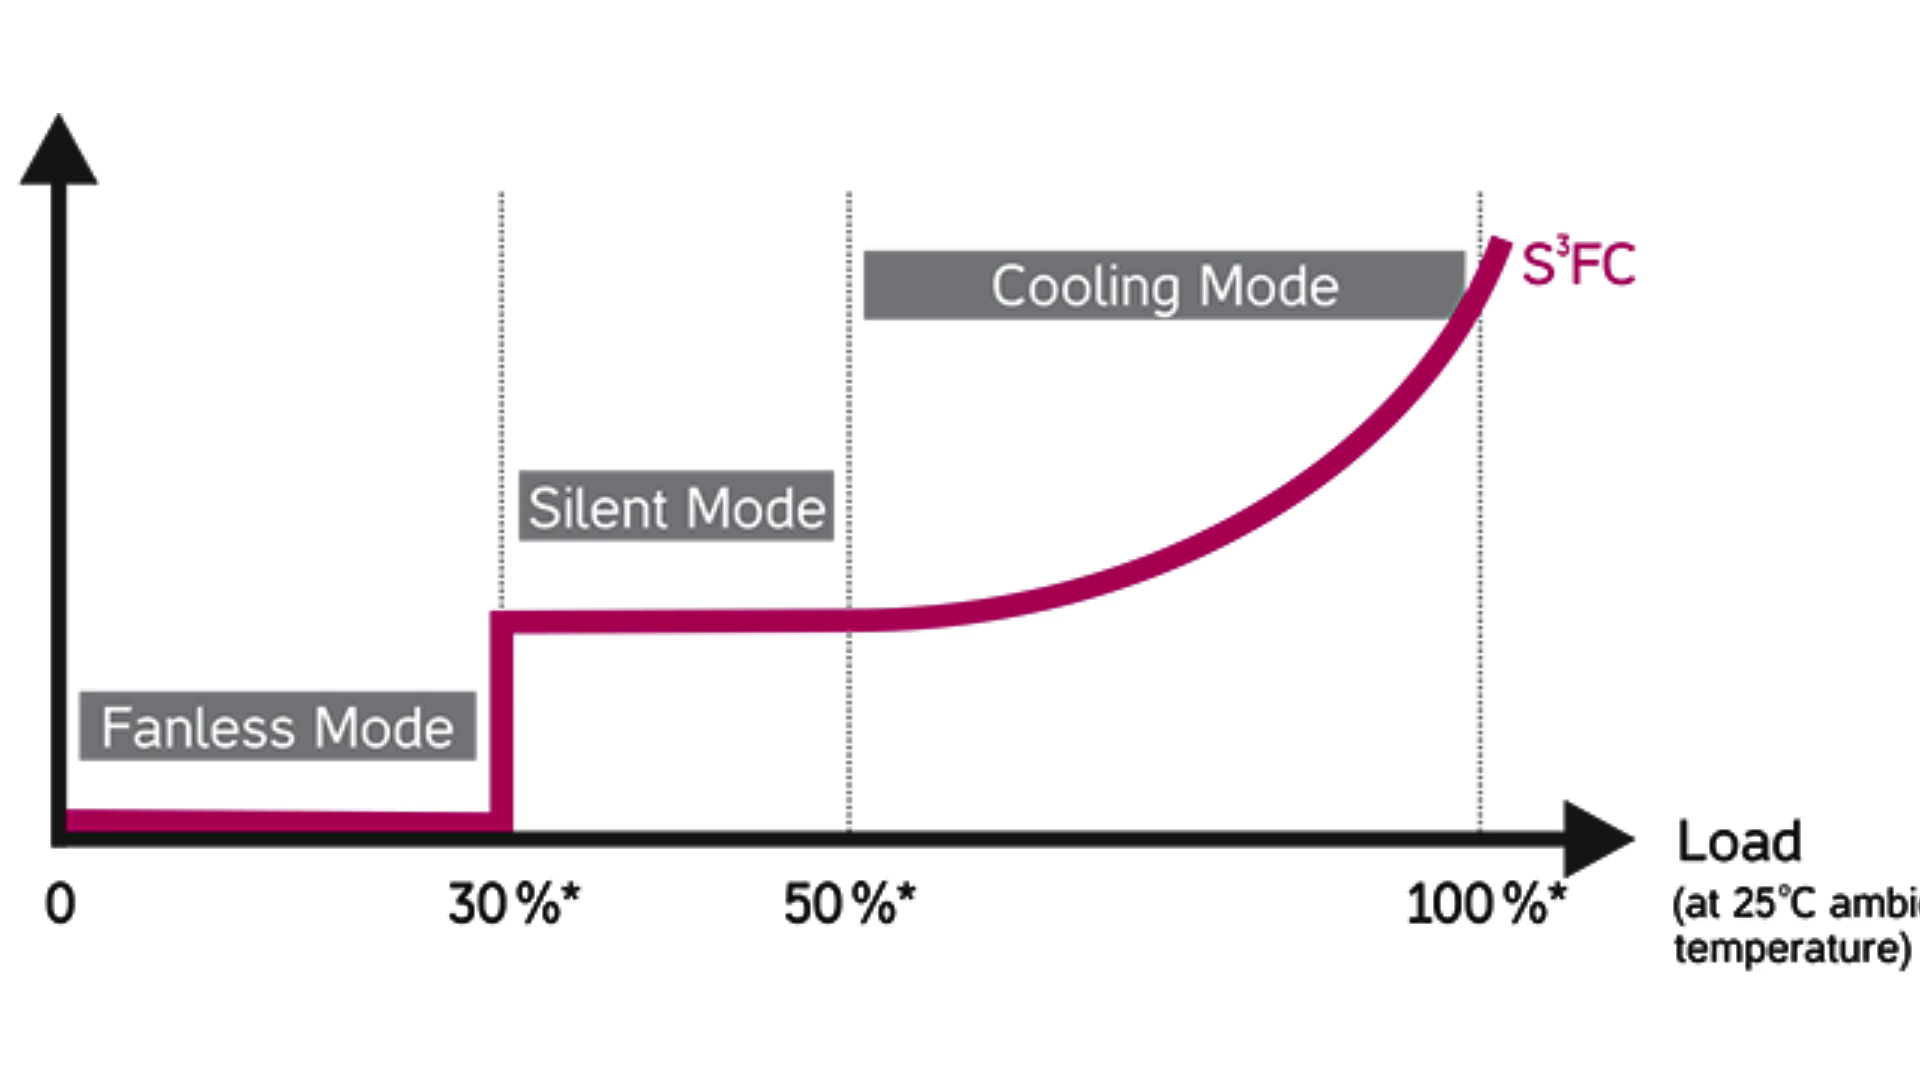 S³FC
Cooling Mode
Silent Mode
Fanless Mode
0
30%*
50%*
100%*
Load
(at 25°C
temperature)